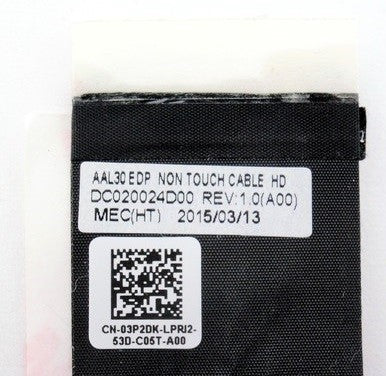 AAL30 EDP NON TOUCH CABLE HD
DC020024D00 REV:1.0(A00)
MEC(HT) 2015/03/13
CN-03P2DK-LPRJ2-
53D-C05T-A00